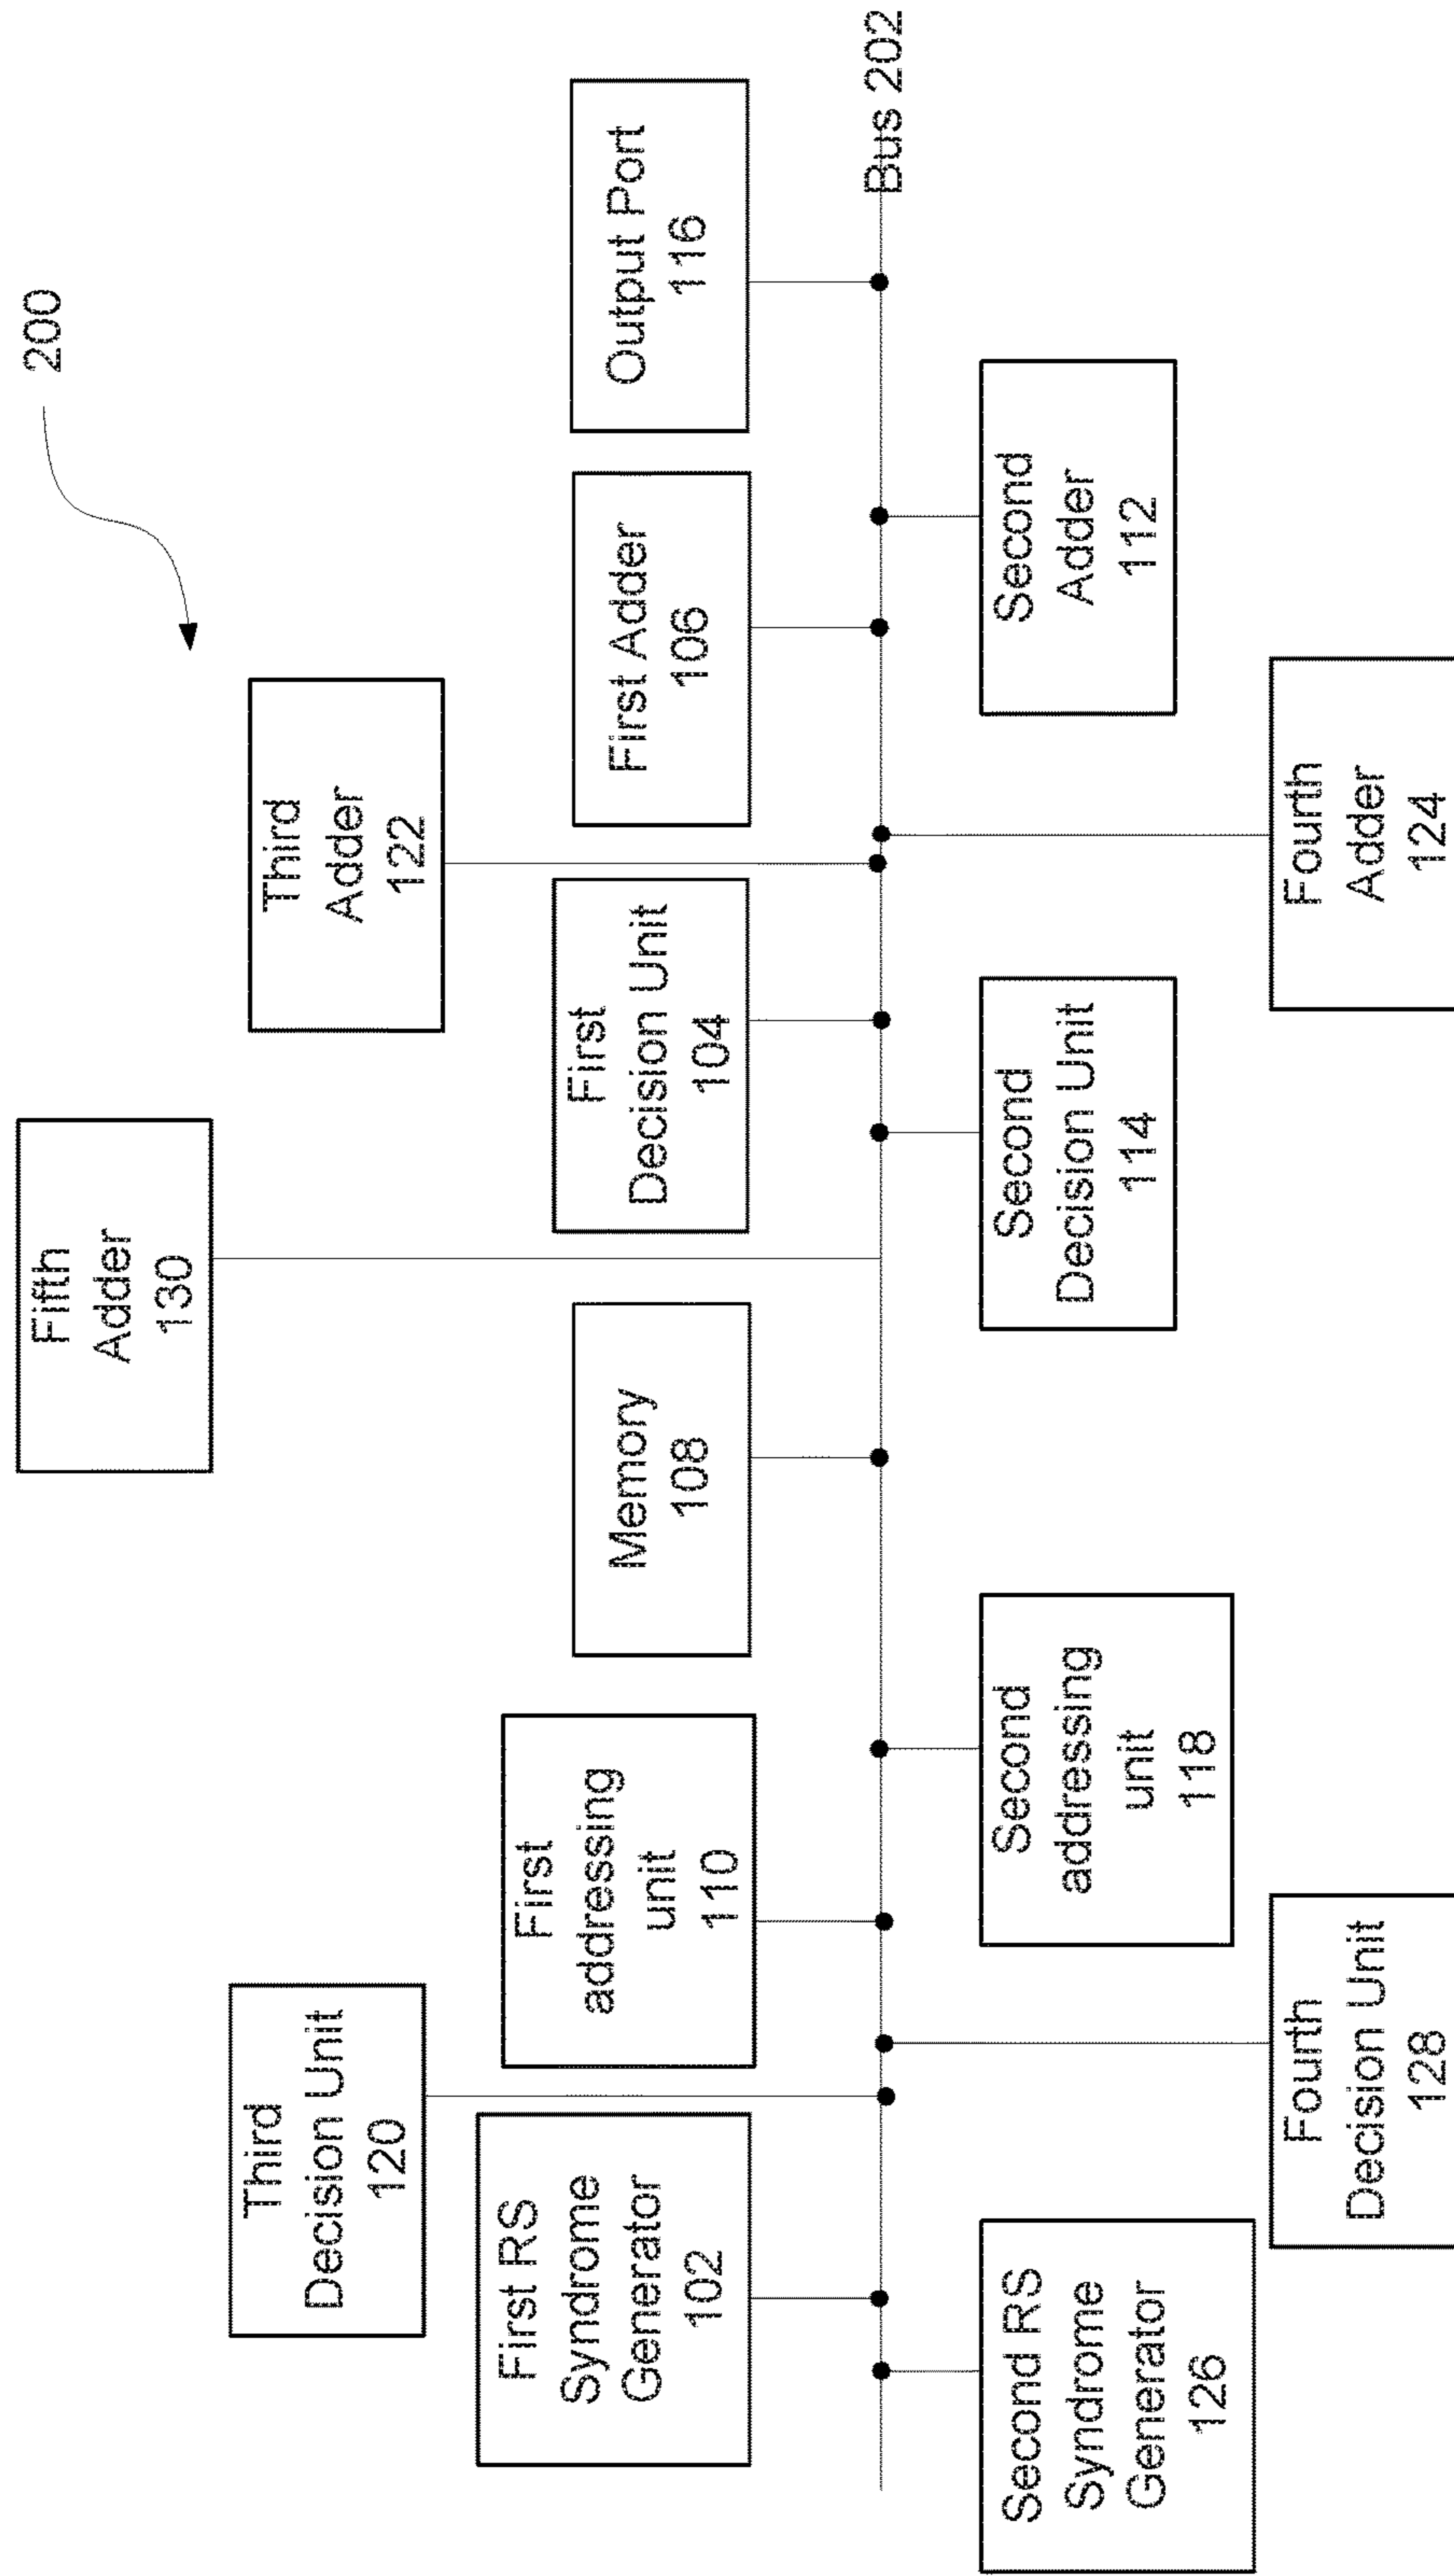 200
Fifth
Adder
130
Third
Decision Unit
120
Third
Adder
122
First RS
Syndrome
Generator
102
First
addressing
unit
110
Memory
108
First
Decision Unit
104
First Adder
106
Output Port
116
Bus 202
Second RS
Syndrome
Generator
126
Second
addressing
unit
118
Second
Decision Unit
114
Second
Adder
112
Fourth
Decision Unit
128
Fourth
Adder
124